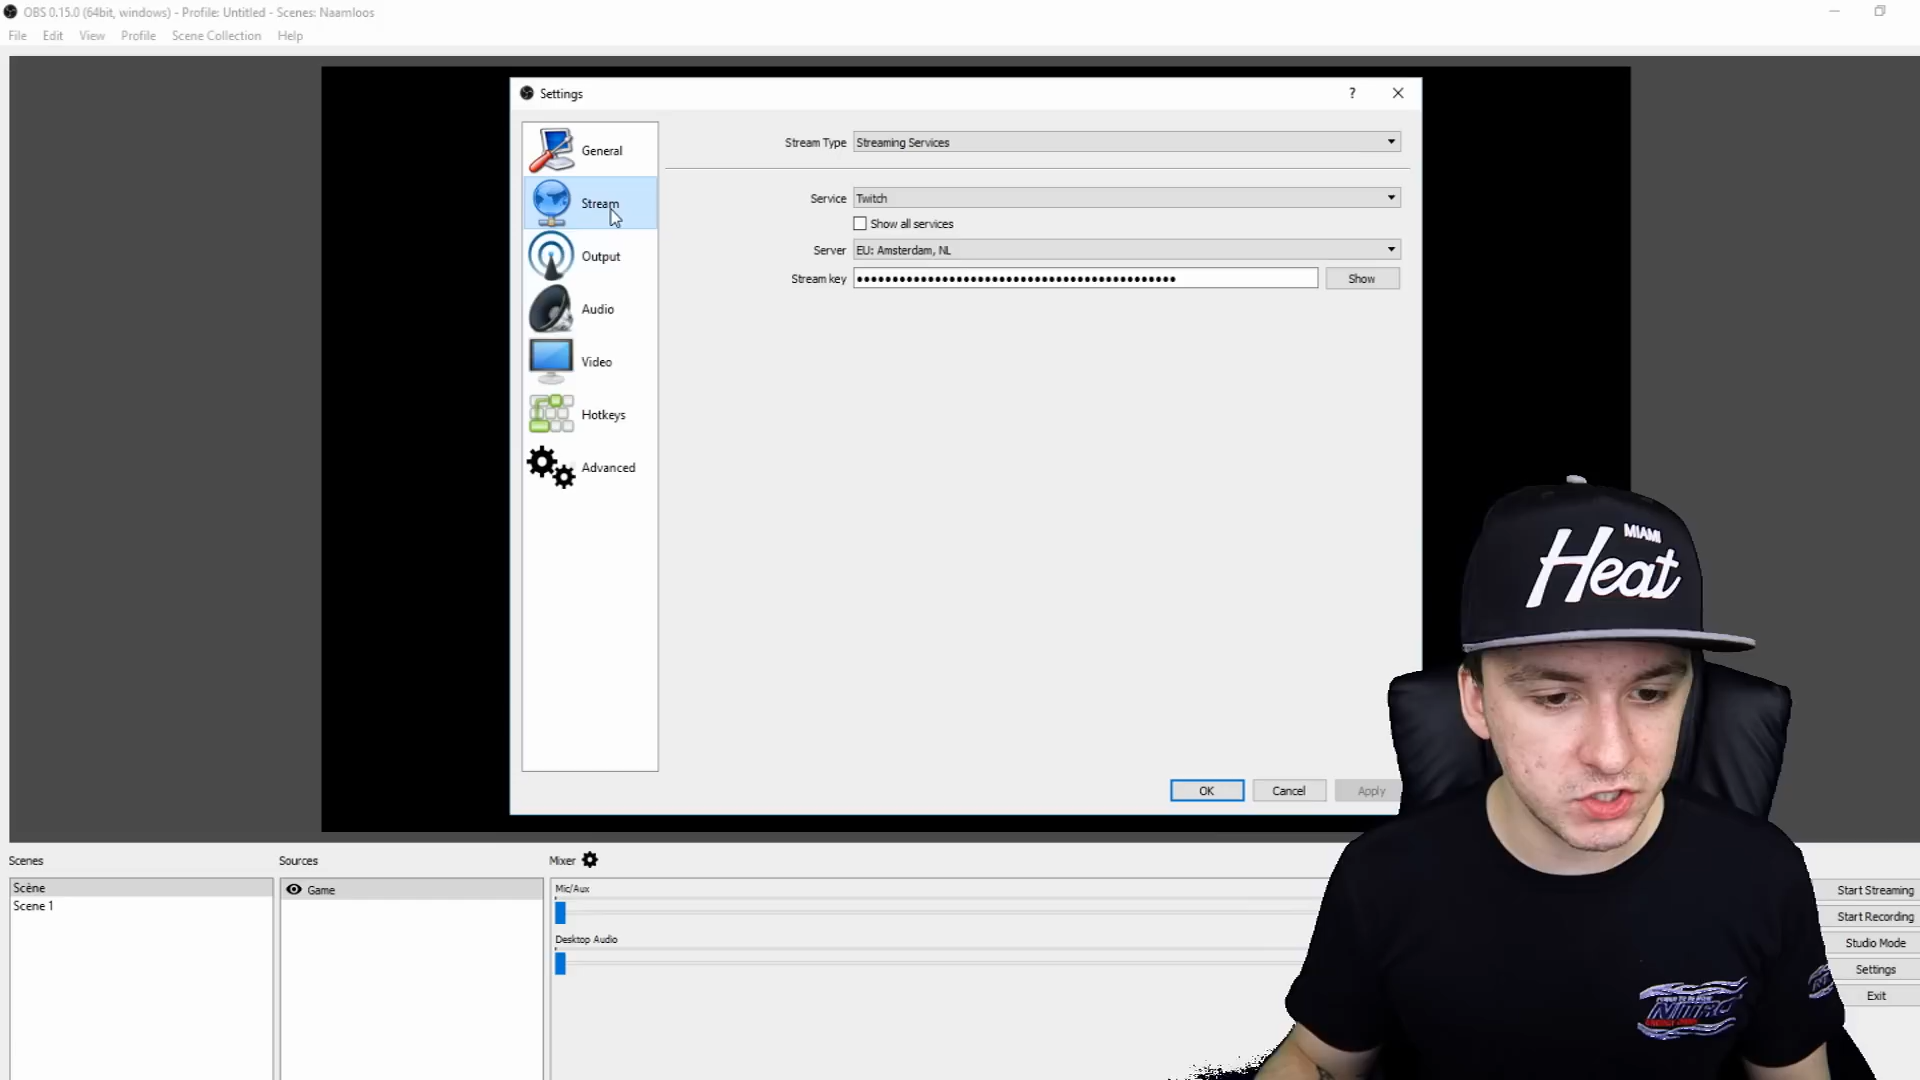 OBS 0.15.0 (64bit, windows) - Profile: Untitled - Scenes: Naamloos
File Edit View Profile Scene Collection Help
Settings
?
General
Stream
Output
Audio
Video
Hotkeys
Advanced
Stream Type Streaming Services
Service Twitch
Show all services
Server EU: Amsterdam, NL
Stream key ●●●●●●●●●●●●●●●●●●●●●●●●●●●●●●●●●●●●●●●●●●●● Show
OK Cancel Apply
MIAMI
Heat
Scenes
Scène
Scene 1
Sources
Game
Mixer
Mic/Aux
Desktop Audio
Start Streaming
Start Recording
Studio Mode
Settings
Exit
NITRO